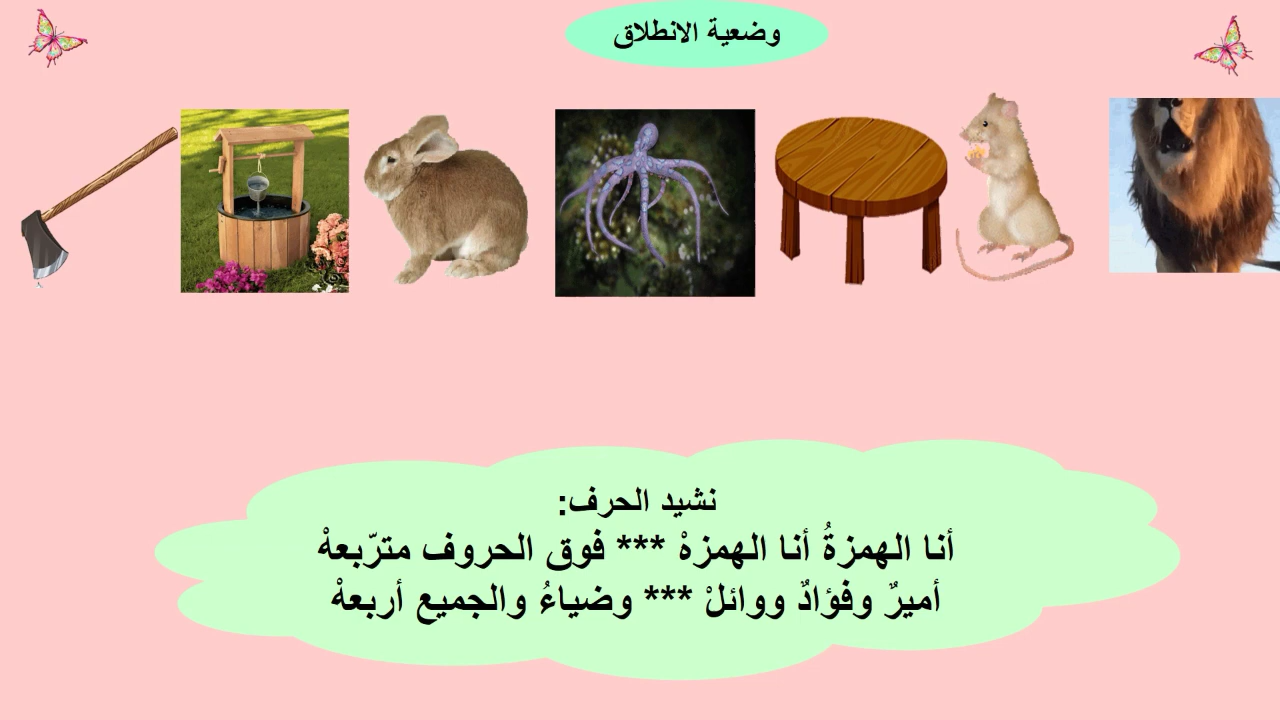 وضعية الانطلاق
نشيد الحرف:
أنا الهمزةُ أنا الهمزهْ *** فوق الحروف متربّعهْ
أميرٌ وفؤادٌ ووائلْ *** وضياءُ والجميع أربعهْ